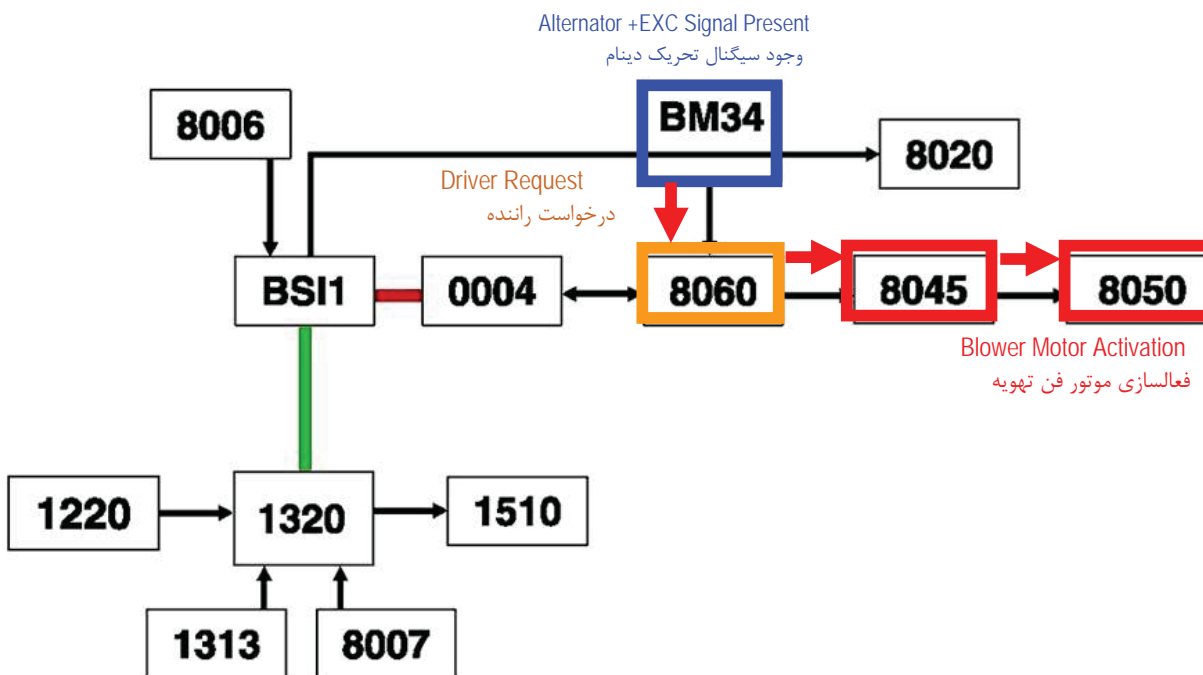 Alternator +EXC Signal Present
وجود سیگنال تحریک دینام
BM34
8006
8020
Driver Request
درخواست راننده
BSI1
0004
8060
8045
8050
Blower Motor Activation
فعالسازی موتور فن تهویه
1220
1320
1510
1313
8007